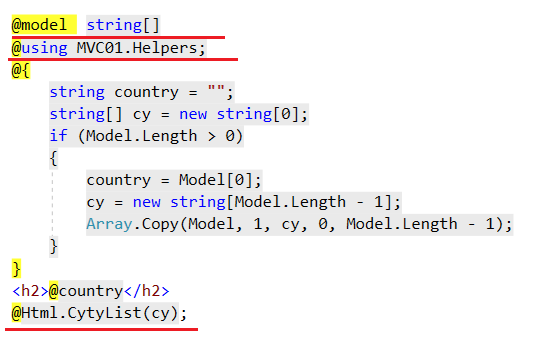 @model string[]
@using MVC01.Helpers;
@{
    string country = "";
    string[] cy = new string[0];
    if (Model.Length > 0)
    {
        country = Model[0];
        cy = new string[Model.Length - 1];
        Array.Copy(Model, 1, cy, 0, Model.Length - 1);
    }
}
<h2>@country</h2>
@Html.CytyList(cy);